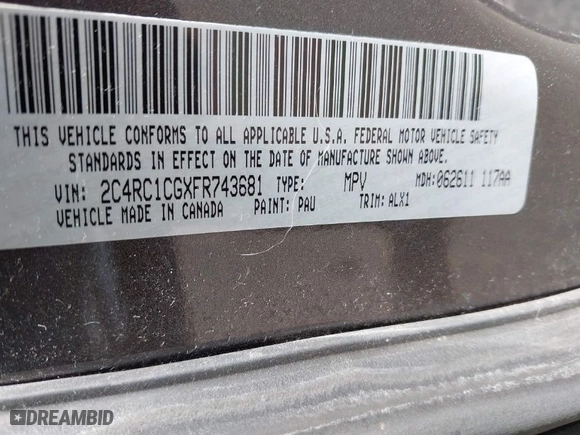 THIS VEHICLE CONFORMS TO ALL APPLICABLE U.S.A. FEDERAL MOTOR VEHICLE SAFETY
STANDARDS IN EFFECT ON THE DATE OF MANUFACTURE SHOWN ABOVE.
VIN: 2C4RC1CGXFR743681 TYPE: MPV MDH: 062611 117AA
VEHICLE MADE IN CANADA PAINT: PAU TRIM: ALX1
DREAMBID